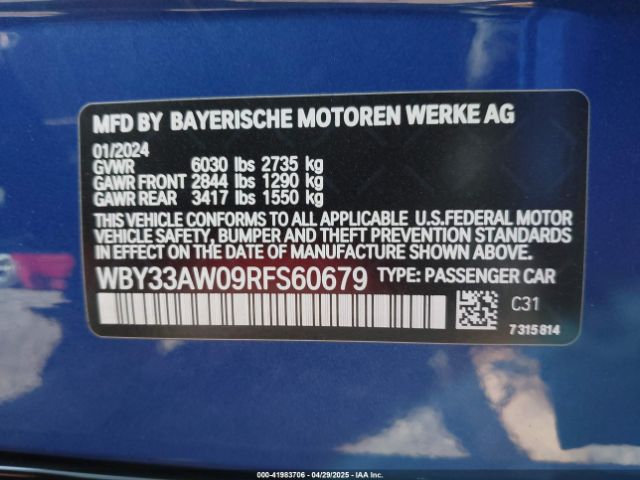 MFD BY BAYERISCHE MOTOREN WERKE AG
01/2024
GVWR 6030 lbs 2735 kg
GAWR FRONT 2844 lbs 1290 kg
GAWR REAR 3417 lbs 1550 kg
THIS VEHICLE CONFORMS TO ALL APPLICABLE U.S.FEDERAL MOTOR
VEHICLE SAFETY, BUMPER AND THEFT PREVENTION STANDARDS
IN EFFECT ON THE DATE OF MANUFACTURE SHOWN ABOVE.
WBY33AW09RFS60679 TYPE: PASSENGER CAR
C31
7315814
000-41983706 - 04/29/2025 - IAA Inc.